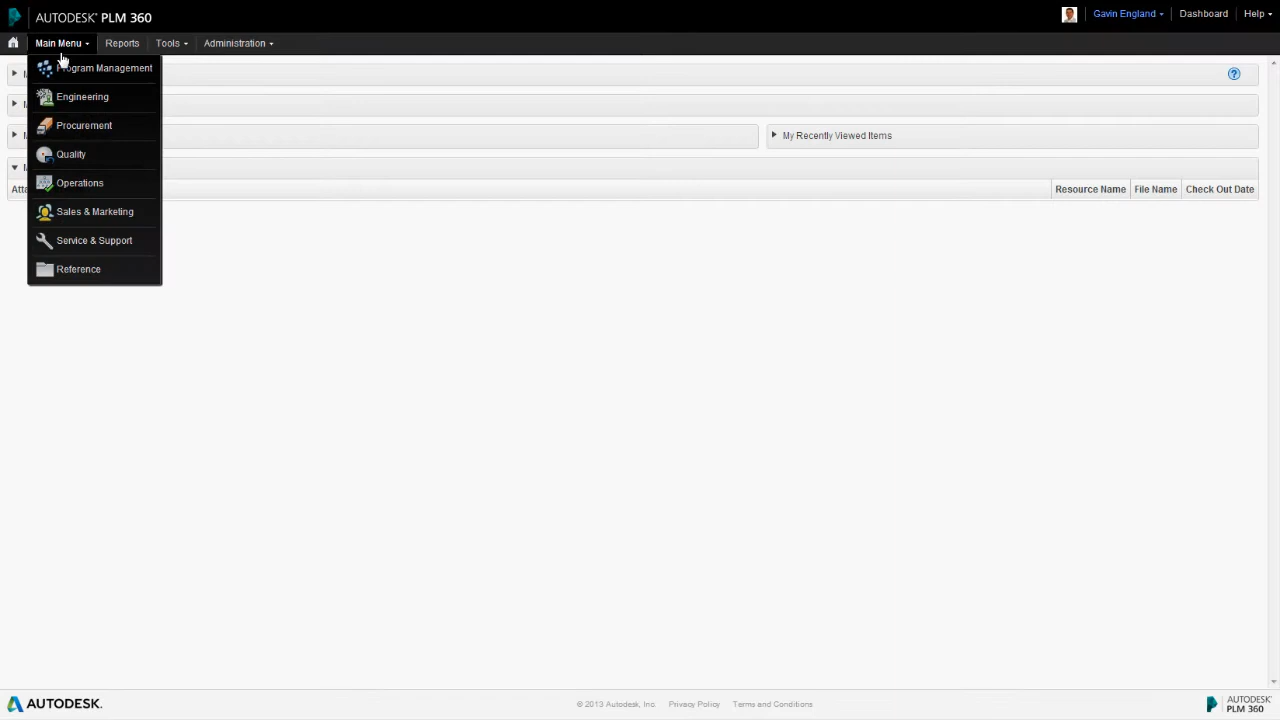 AUTODESK® PLM 360
Gavin England
Dashboard
Help
Main Menu
Reports
Tools
Administration
Program Management
Engineering
Procurement
Quality
Operations
Sales & Marketing
Service & Support
Reference
My Recently Viewed Items
Resource Name
File Name
Check Out Date
AUTODESK.
© 2013 Autodesk, Inc.
Privacy Policy
Terms and Conditions
AUTODESK®
PLM 360